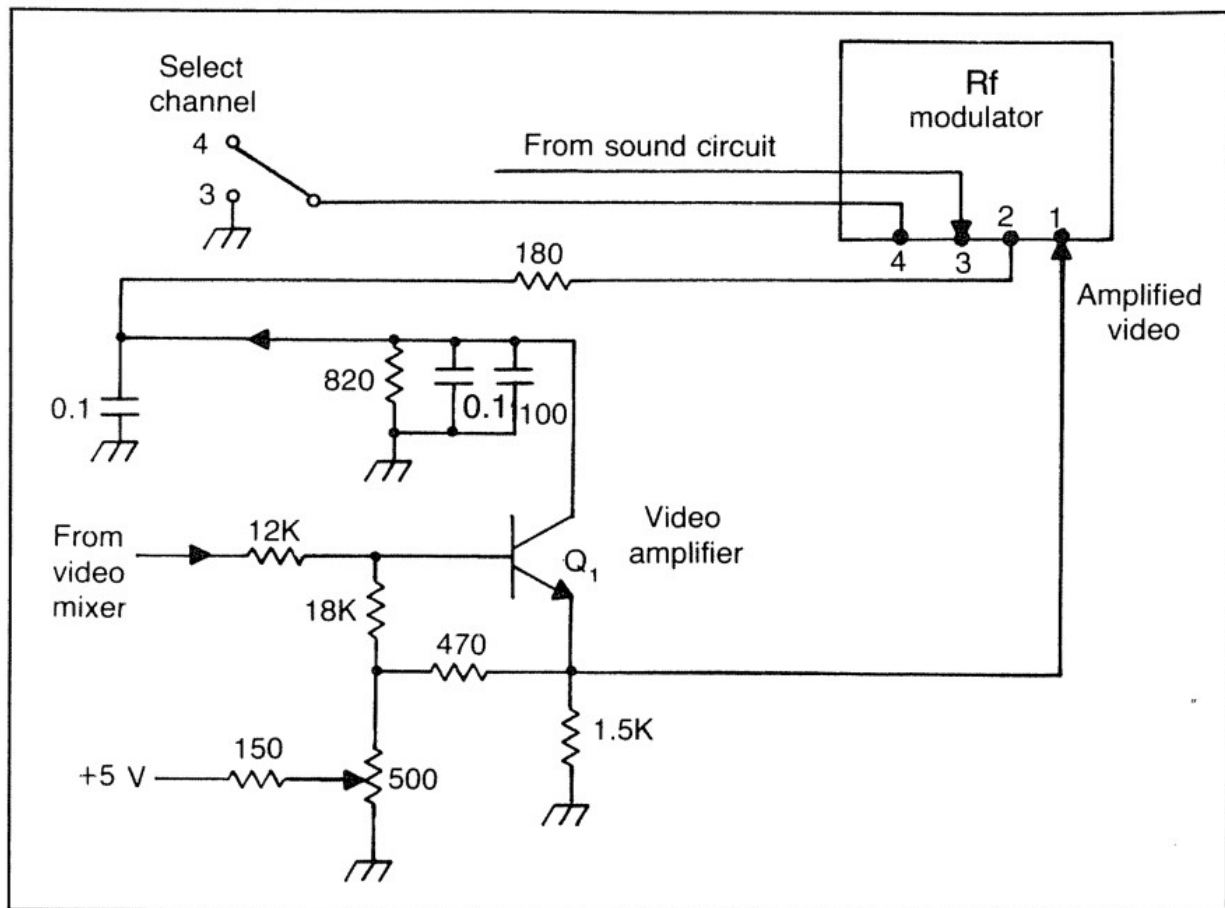 Select
channel
4
3
From sound circuit
Rf
modulator
4
3
2
1
180
Amplified
video
0.1
820
0.1
100
From
video
mixer
12K
18K
Q1
Video
amplifier
470
1.5K
+5 V
150
500